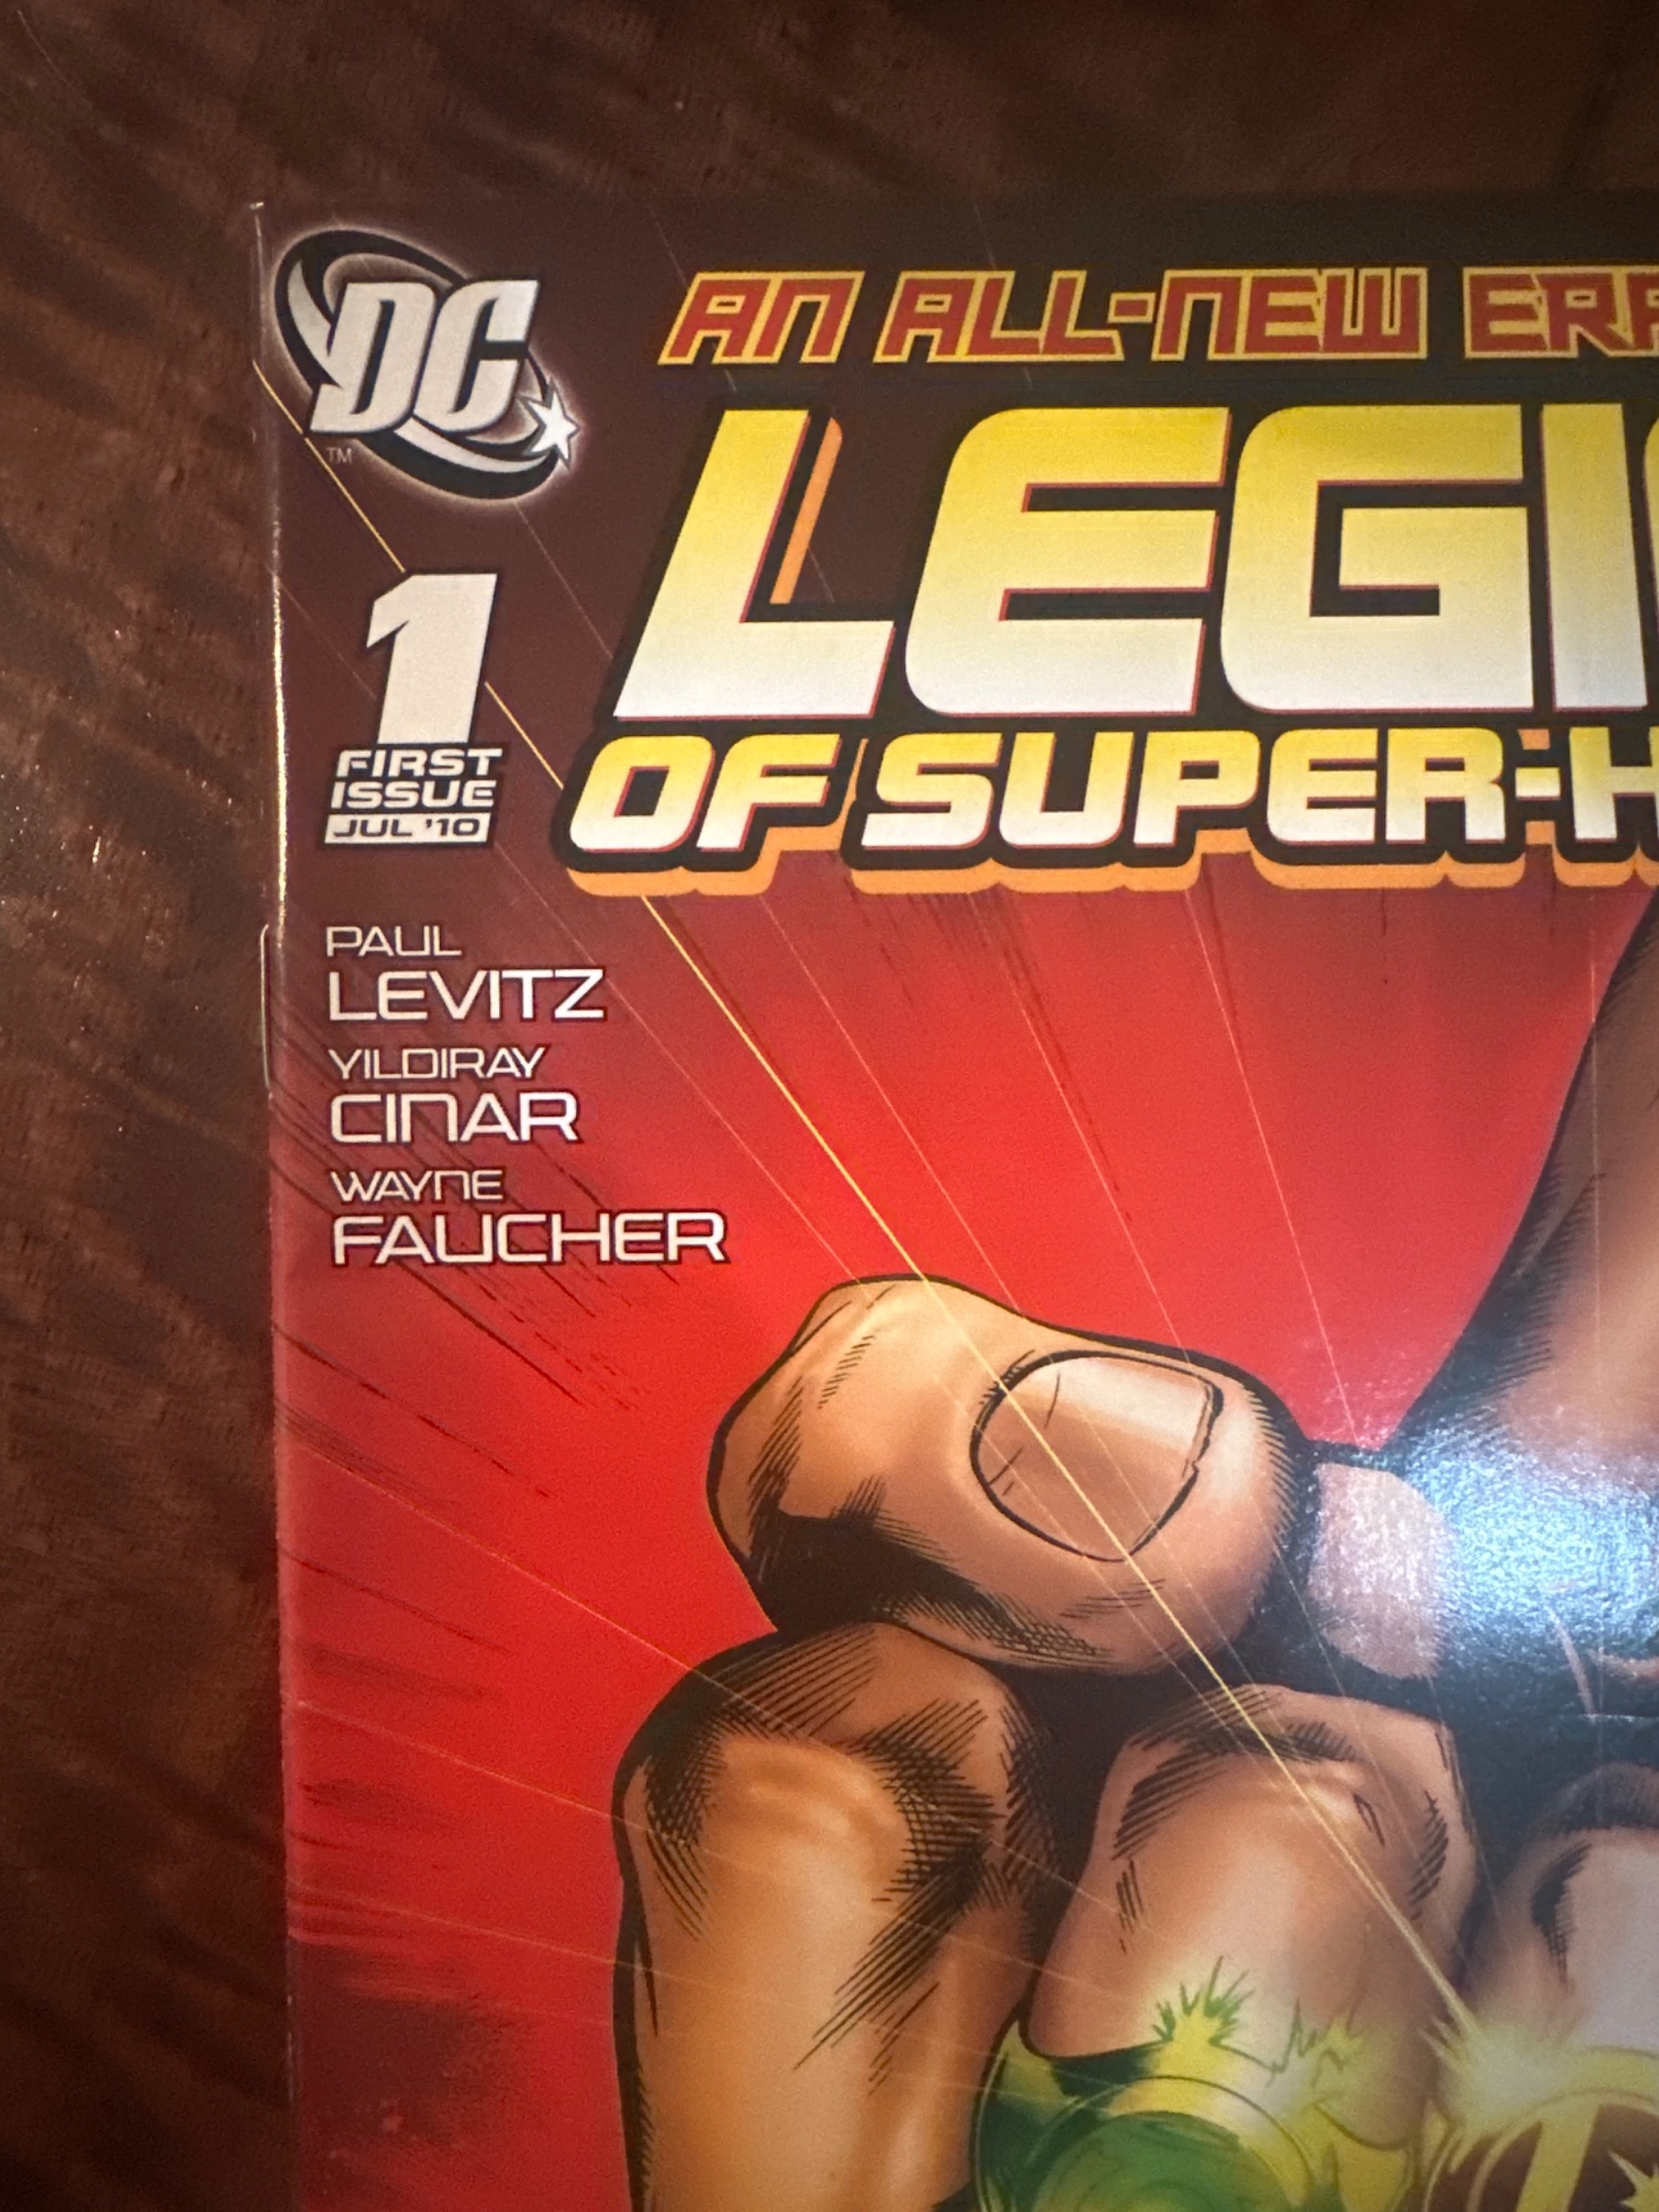 DC
TM
AN ALL-NEW ERA
LEGI
OF SUPER-H
1
FIRST
ISSUE
JUL '10
PAUL
LEVITZ
YILDIRAY
CINAR
WAYNE
FAUCHER